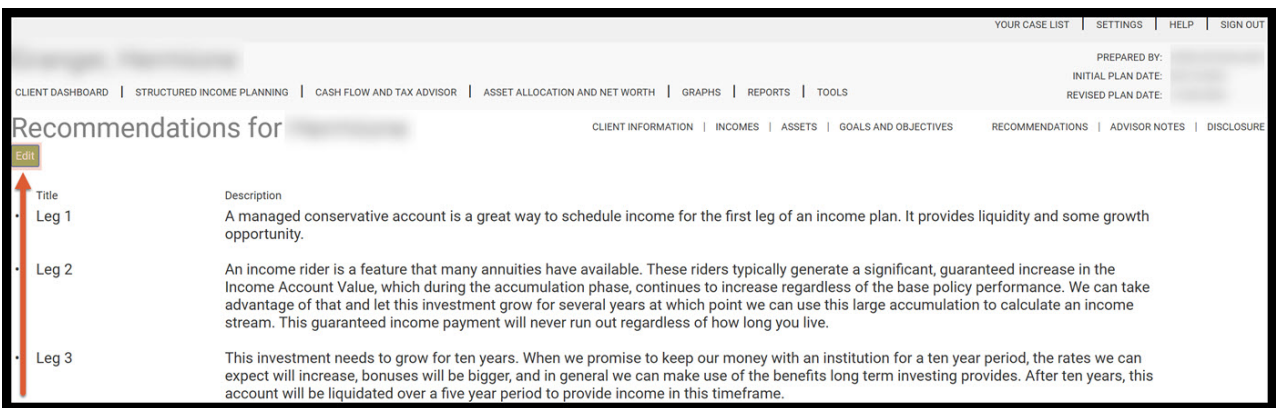 YOUR CASE LIST | SETTINGS | HELP | SIGN OUT
PREPARED BY:
INITIAL PLAN DATE:
CLIENT DASHBOARD | STRUCTURED INCOME PLANNING | CASH FLOW AND TAX ADVISOR | ASSET ALLOCATION AND NET WORTH | GRAPHS | REPORTS | TOOLS
REVISED PLAN DATE:
Recommendations for
CLIENT INFORMATION | INCOMES | ASSETS | GOALS AND OBJECTIVES RECOMMENDATIONS | ADVISOR NOTES | DISCLOSURE
Edit
Title Description
• Leg 1 A managed conservative account is a great way to schedule income for the first leg of an income plan. It provides liquidity and some growth
opportunity.
• Leg 2 An income rider is a feature that many annuities have available. These riders typically generate a significant, guaranteed increase in the
Income Account Value, which during the accumulation phase, continues to increase regardless of the base policy performance. We can take
advantage of that and let this investment grow for several years at which point we can use this large accumulation to calculate an income
stream. This guaranteed income payment will never run out regardless of how long you live.
• Leg 3 This investment needs to grow for ten years. When we promise to keep our money with an institution for a ten year period, the rates we can
expect will increase, bonuses will be bigger, and in general we can make use of the benefits long term investing provides. After ten years, this
account will be liquidated over a five year period to provide income in this timeframe.